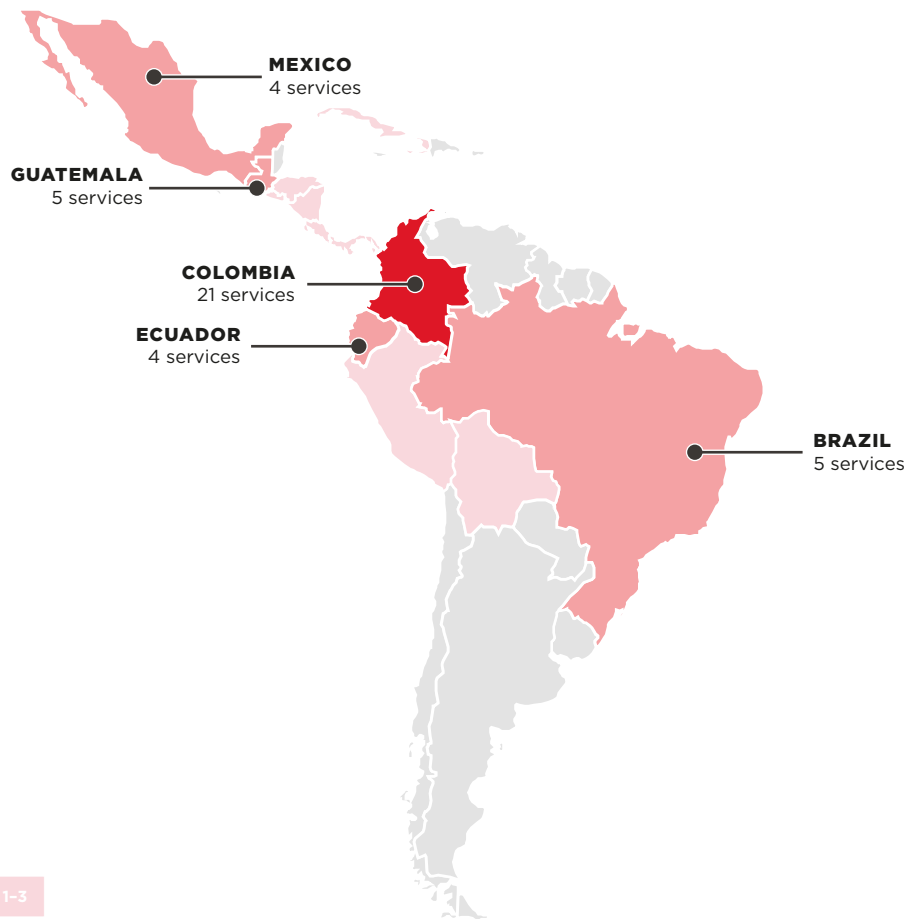 MEXICO
4 services
GUATEMALA
5 services
COLOMBIA
21 services
ECUADOR
4 services
BRAZIL
5 services
1-3